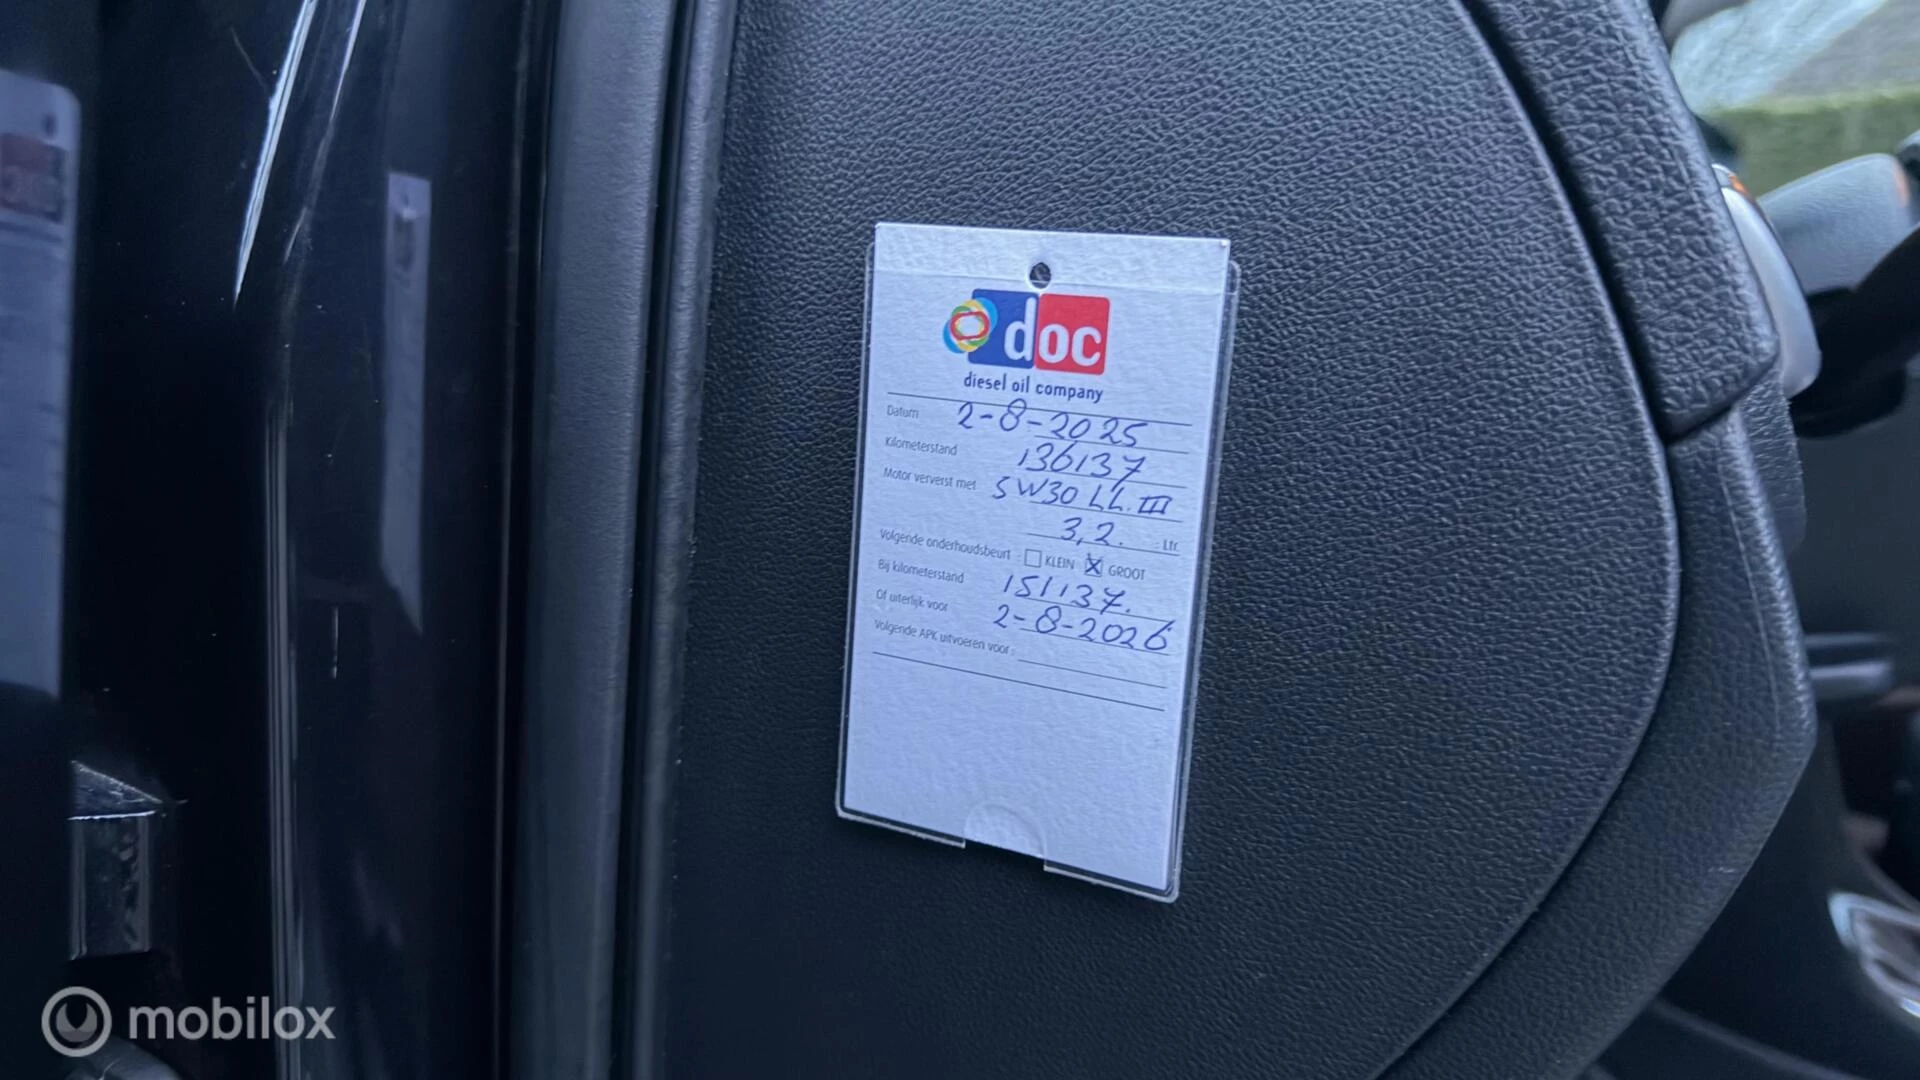 doc
diesel oil company
Datum 2-8-2025
Kilometerstand 136137
Motor ververst met 5W30 LL.III
3,2. Ltr.
Volgende onderhoudsbeurt : KLEIN X GROOT
Bij kilometerstand 151137.
Of uiterlijk voor 2-8-2026
Volgende APK uitvoeren voor :
mobilox